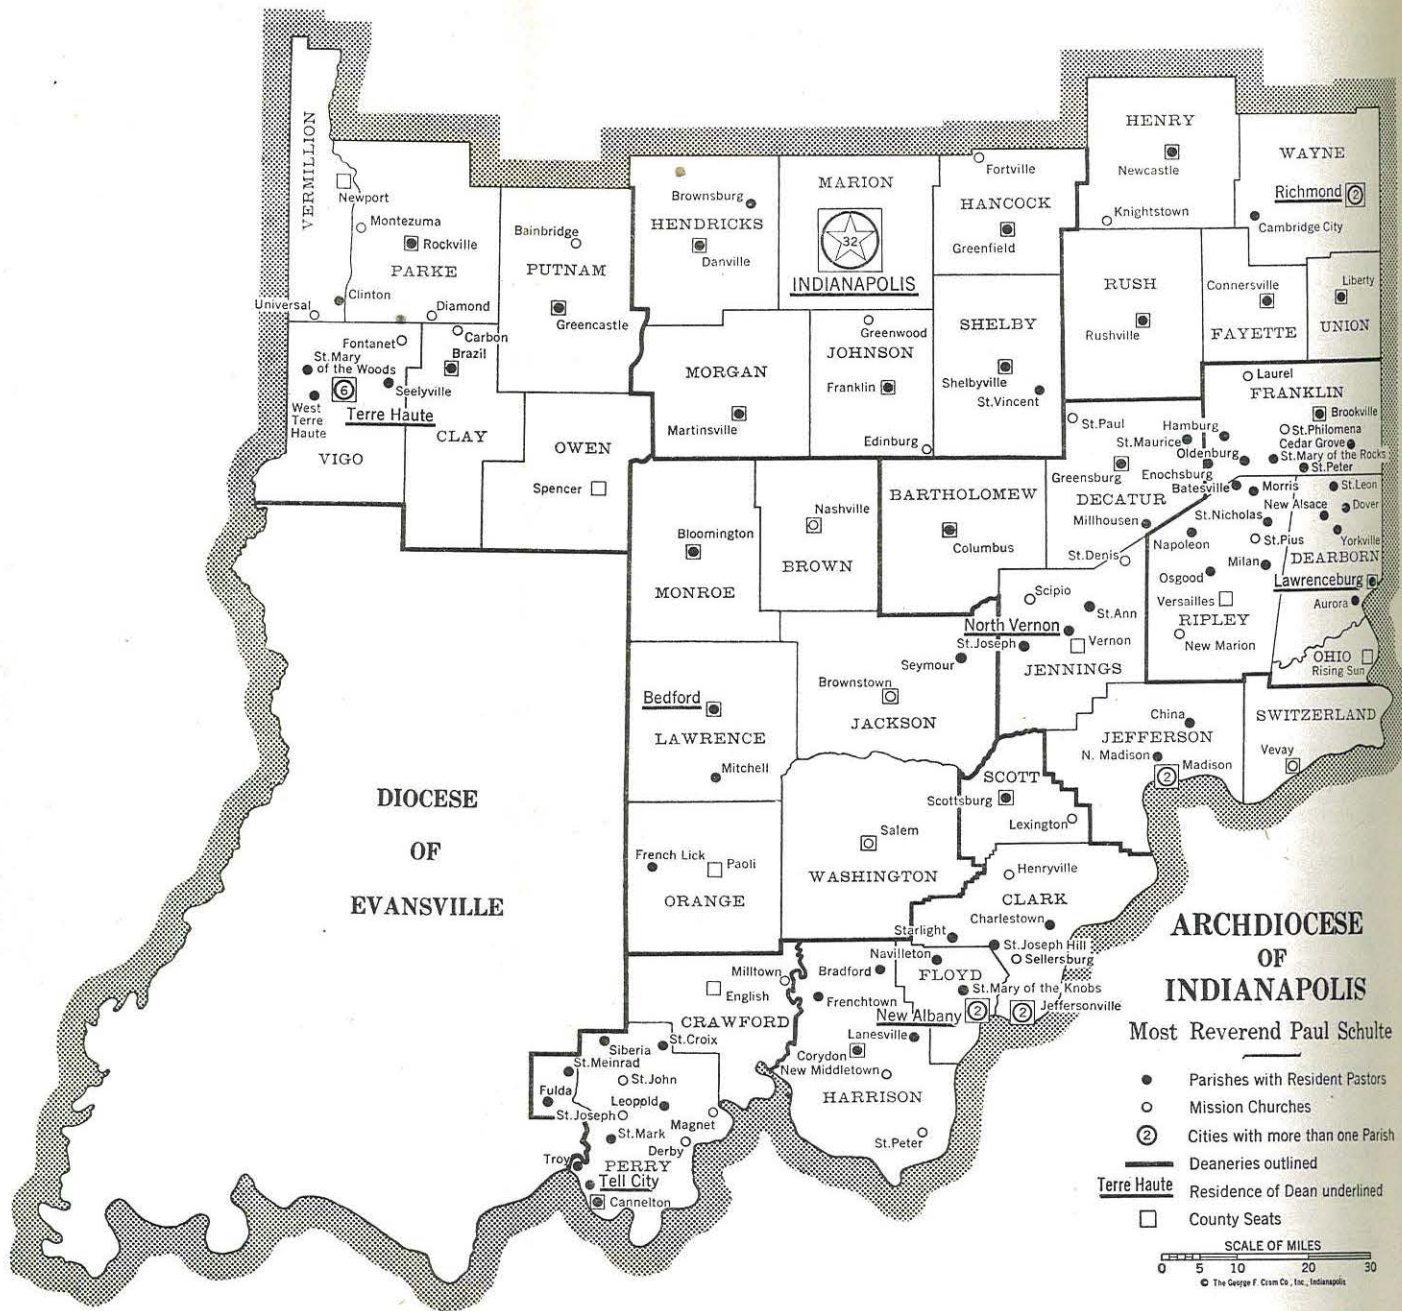 VERMILLION
Newport
Montezuma
Rockville
PARKE
Clinton
Universal
Diamond
Bainbridge
PUTNAM
Greencastle
Brownsburg
HENDRICKS
Danville
MARION
32
INDIANAPOLIS
Fortville
HANCOCK
Greenfield
HENRY
Newcastle
Knightstown
WAYNE
Richmond
2
Cambridge City
RUSH
Rushville
Connersville
FAYETTE
Liberty
UNION
Fontanet
Carbon
St.Mary
of the Woods
Brazil
6
Seelyville
West
Terre
Haute
Terre Haute
VIGO
CLAY
OWEN
Spencer
MORGAN
Martinsville
Greenwood
JOHNSON
Franklin
Edinburg
SHELBY
Shelbyville
St.Vincent
Laurel
FRANKLIN
Brookville
St.Philomena
Cedar Grove
St.Mary of the Rocks
St.Peter
St.Paul
Hamburg
St.Maurice
Oldenburg
Greensburg
Enochsburg
DECATUR
Batesville
Millhousen
St.Denis
Morris
St.Leon
New Alsace
Dover
St.Nicholas
Yorkville
Napoleon
St.Pius
DEARBORN
Milan
Osgood
Lawrenceburg
Versailles
Aurora
RIPLEY
New Marion
OHIO
Rising Sun
BARTHOLOMEW
Columbus
Nashville
BROWN
Bloomington
MONROE
Scipio
St.Ann
North Vernon
St.Joseph
Vernon
JENNINGS
Seymour
Brownstown
JACKSON
Bedford
LAWRENCE
Mitchell
China
JEFFERSON
N. Madison
Madison
2
SWITZERLAND
Vevay
SCOTT
Scottsburg
Lexington
Salem
WASHINGTON
French Lick
Paoli
ORANGE
Henryville
CLARK
Charlestown
Starlight
St.Joseph Hill
Sellersburg
Navilleton
FLOYD
St.Mary of the Knobs
New Albany
2
2
Jeffersonville
Bradford
Frenchtown
Lanesville
Corydon
New Middletown
HARRISON
St.Peter
Milltown
English
CRAWFORD
Siberia
St.Croix
St.Meinrad
St.John
Fulda
Leopold
St.Joseph
Magnet
St.Mark
Derby
Troy
PERRY
Tell City
Cannelton
DIOCESE
OF
EVANSVILLE
ARCHDIOCESE
OF
INDIANAPOLIS
Most Reverend Paul Schulte
Parishes with Resident Pastors
Mission Churches
2 Cities with more than one Parish
Deaneries outlined
Terre Haute Residence of Dean underlined
County Seats
SCALE OF MILES
0 5 10 20 30
© The George F. Cram Co., Inc., Indianapolis